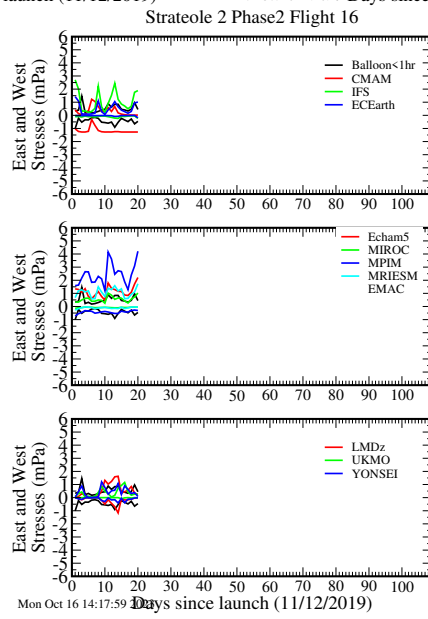 launch (11/12/2019)
Days since
Strateole 2 Phase2 Flight 16
East and West
Stresses (mPa)
6
5
4
3
2
1
0
-1
-2
-3
-4
-5
-6
Balloon<1hr
CMAM
IFS
ECEarth
0 10 20 30 40 50 60 70 80 90 100
East and West
Stresses (mPa)
6
5
4
3
2
1
0
-1
-2
-3
-4
-5
-6
Echam5
MIROC
MPIM
MRIESM
EMAC
0 10 20 30 40 50 60 70 80 90 100
East and West
Stresses (mPa)
6
5
4
3
2
1
0
-1
-2
-3
-4
-5
-6
LMDz
UKMO
YONSEI
0 10 20 30 40 50 60 70 80 90 100
Days since launch (11/12/2019)
Mon Oct 16 14:17:59